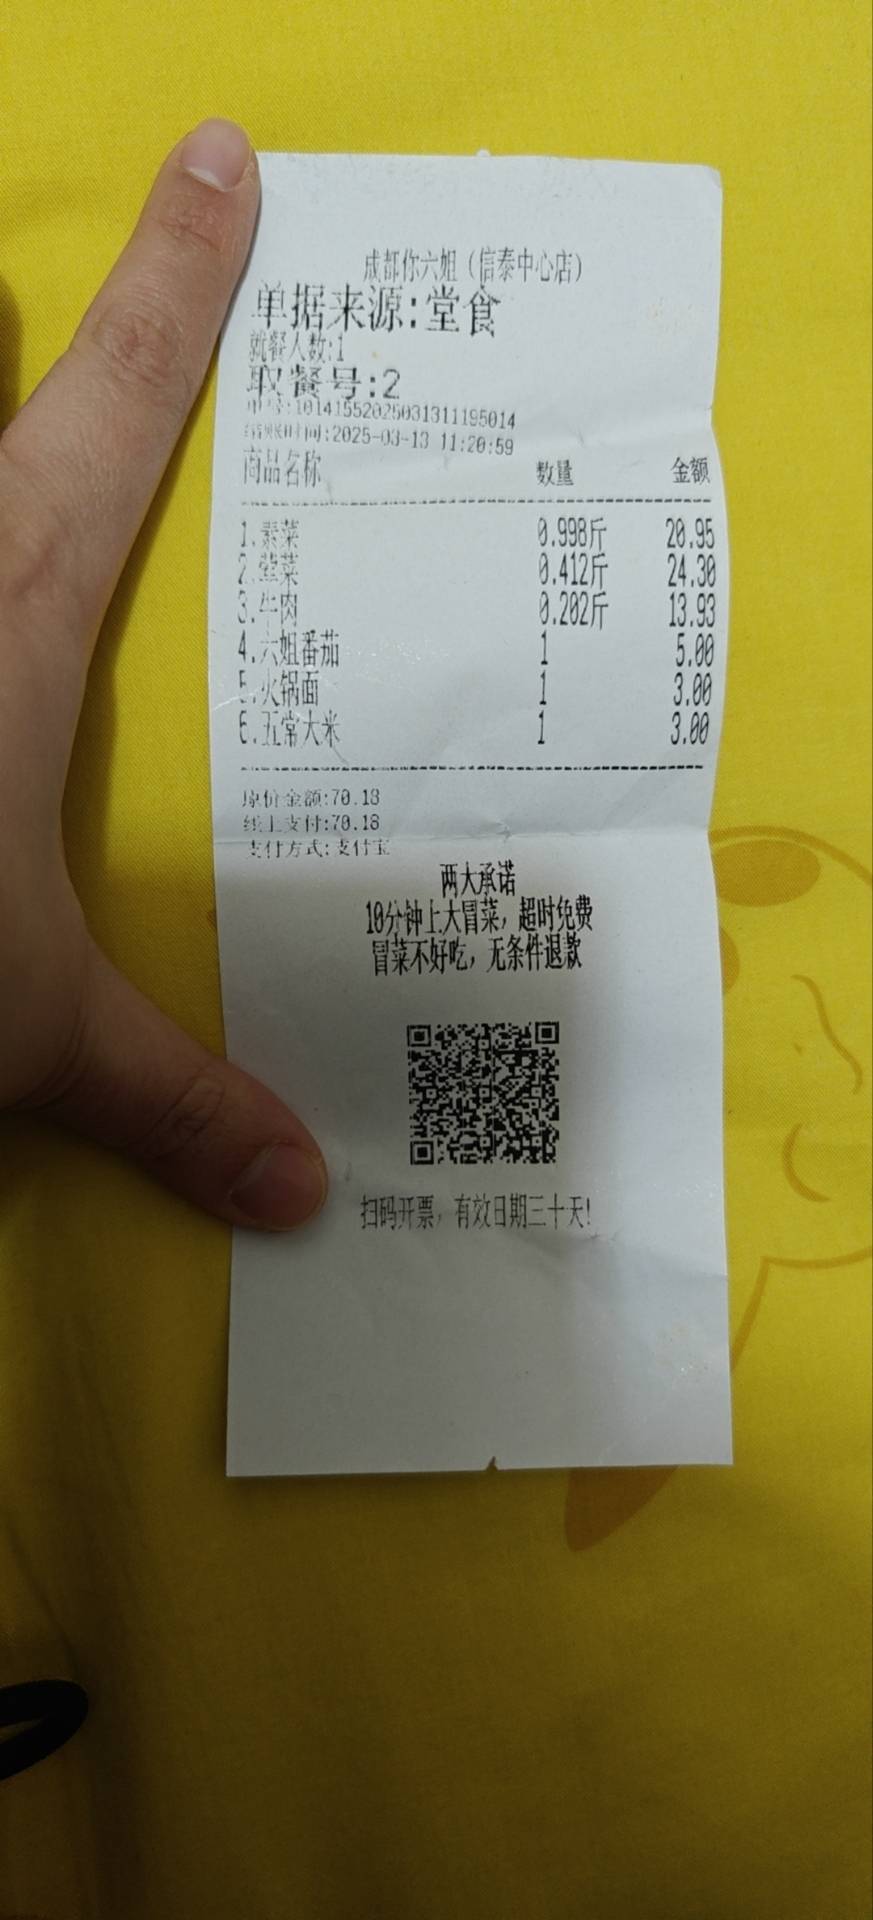 成都你六姐（信泰中心店）
单据来源:堂食
就餐人数:1
取餐号:2
单号:10141552025031311195014
结账时间:2025-03-13 11:20:59
商品名称 数量 金额
1.素菜 0.998斤 20.95
2.荤菜 0.412斤 24.30
3.牛肉 0.202斤 13.93
4.六姐番茄 1 5.00
5.火锅面 1 3.00
6.五常大米 1 3.00
原价金额:70.18
线上支付:70.18
支付方式:支付宝
两大承诺
10分钟上大冒菜，超时免费
冒菜不好吃，无条件退款
扫码开票，有效日期三十天!